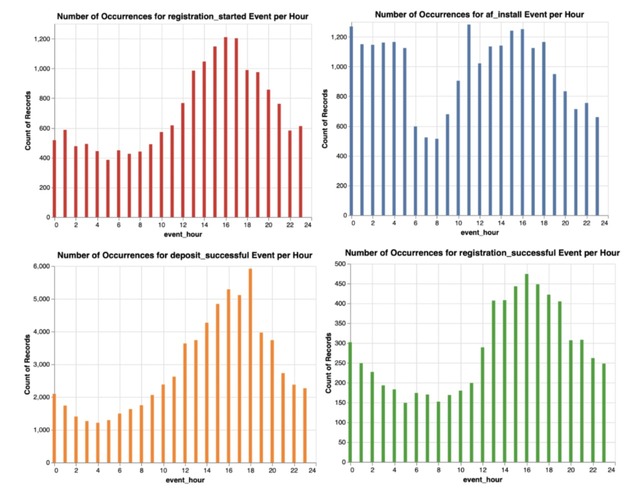 Number of Occurrences for registration_started Event per Hour
1,200
1,000
800
600
400
200
0
Count of Records
0 2 4 6 8 10 12 14 16 18 20 22 24
event_hour
Number of Occurrences for af_install Event per Hour
1,200
1,000
800
600
400
200
0
Count of Records
0 2 4 6 8 10 12 14 16 18 20 22 24
event_hour
Number of Occurrences for deposit_successful Event per Hour
6,000
5,000
4,000
3,000
2,000
1,000
0
Count of Records
0 2 4 6 8 10 12 14 16 18 20 22 24
event_hour
Number of Occurrences for registration_successful Event per Hour
500
450
400
350
300
250
200
150
100
50
0
Count of Records
0 2 4 6 8 10 12 14 16 18 20 22 24
event_hour